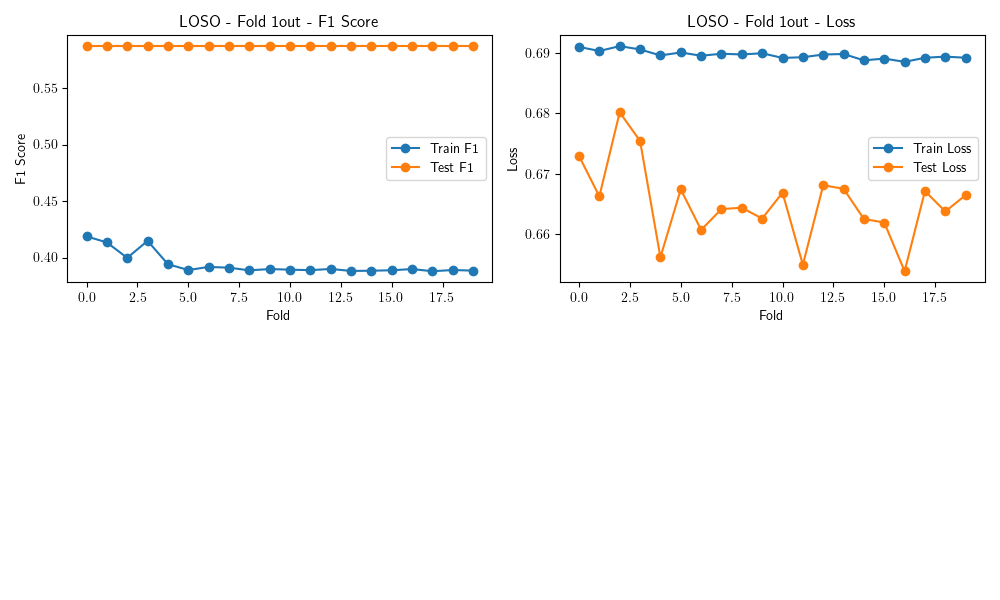 LOSO - Fold 1out - F1 Score
F1 Score
0.55
0.50
0.45
0.40
Train F1
Test F1
0.0 2.5 5.0 7.5 10.0 12.5 15.0 17.5
Fold
LOSO - Fold 1out - Loss
Loss
0.69
0.68
0.67
0.66
Train Loss
Test Loss
0.0 2.5 5.0 7.5 10.0 12.5 15.0 17.5
Fold